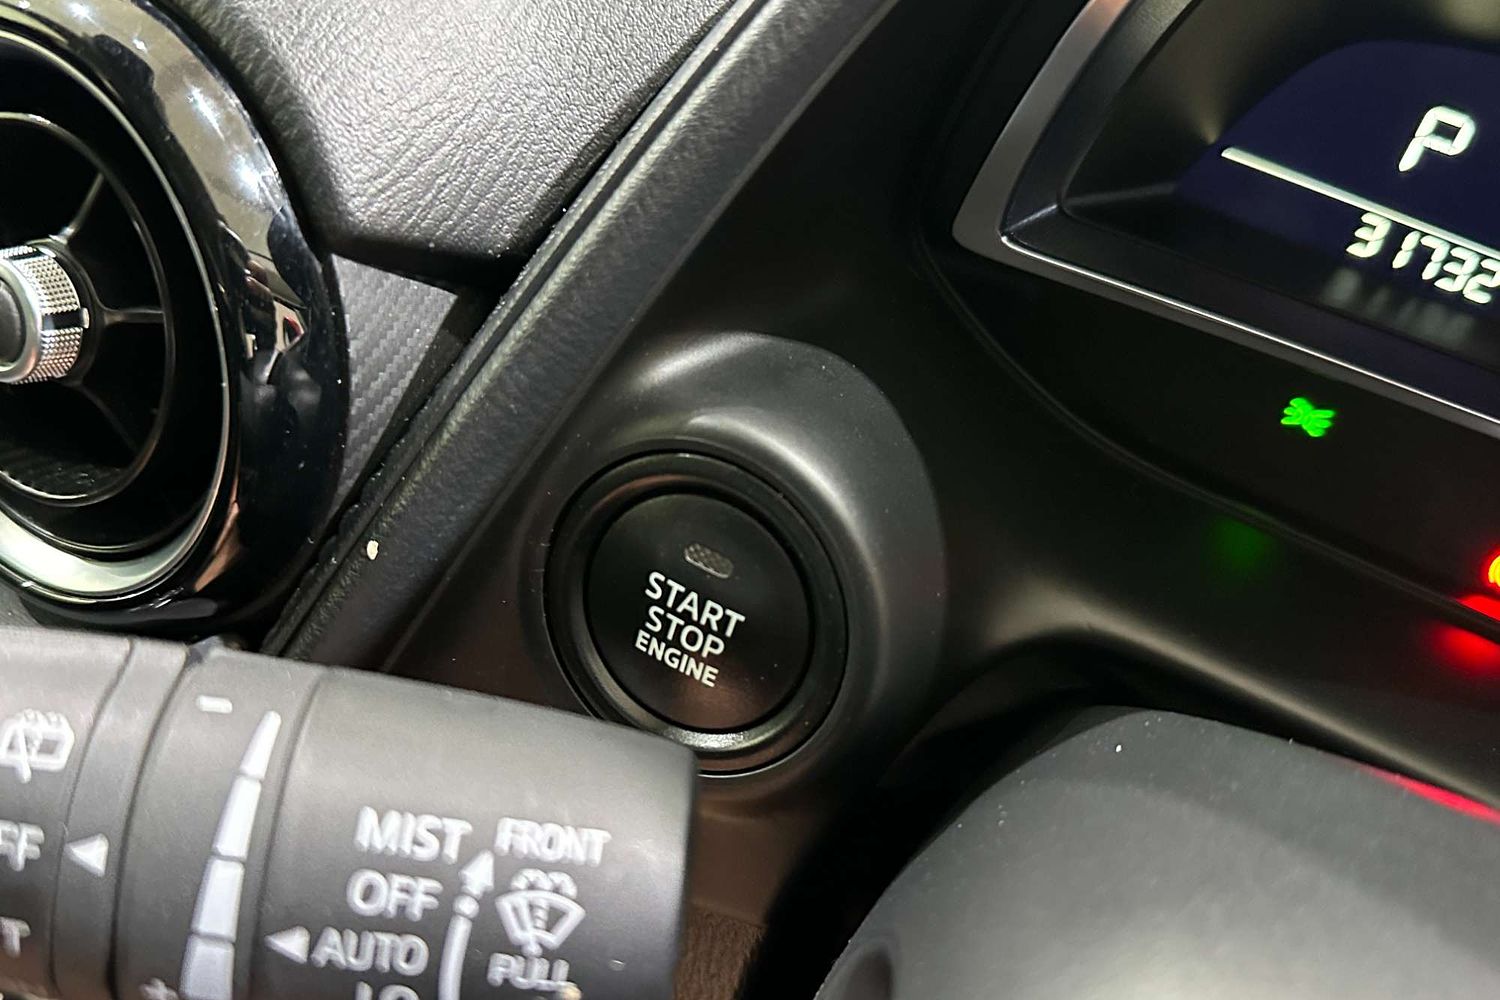 P
31732
START
STOP
ENGINE
MIST
FRONT
OFF
AUTO
PULL